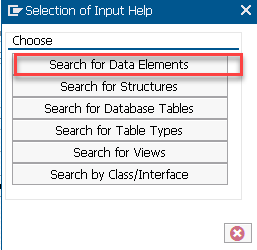 Selection of Input Help
Choose
Search for Data Elements
Search for Structures
Search for Database Tables
Search for Table Types
Search for Views
Search by Class/Interface